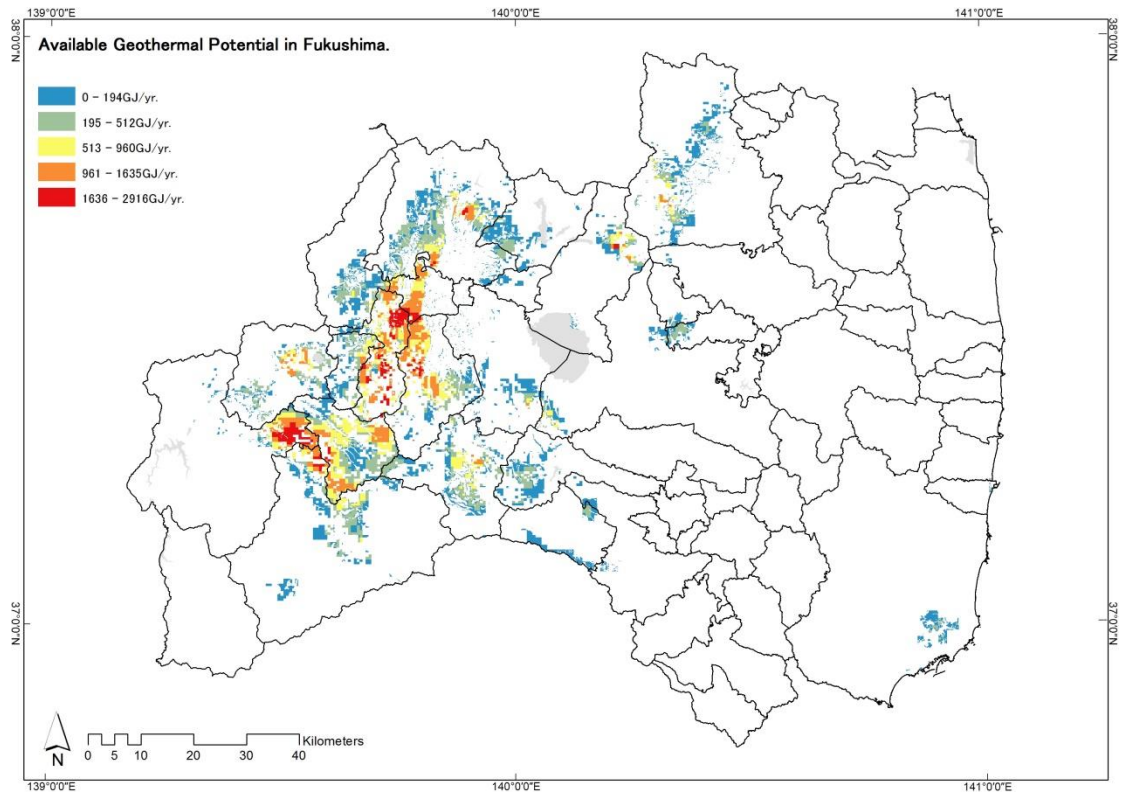 139°0'0"E 140°0'0"E 141°0'0"E
38°0'0"N 38°0'0"N
Available Geothermal Potential in Fukushima.
0 - 194GJ/yr.
195 - 512GJ/yr.
513 - 960GJ/yr.
961 - 1635GJ/yr.
1636 - 2916GJ/yr.
37°0'0"N 37°0'0"N
Kilometers
N 0 5 10 20 30 40
139°0'0"E 140°0'0"E 141°0'0"E